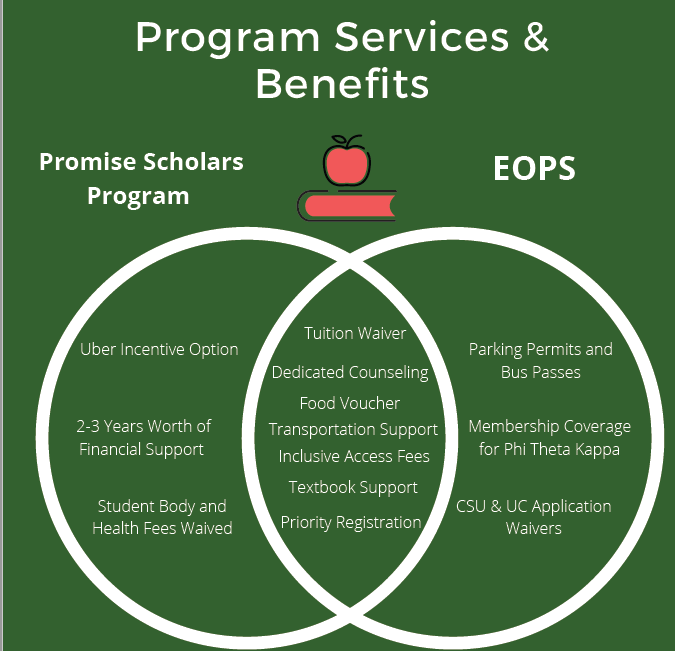 Program Services &
Benefits
Promise Scholars
Program
EOPS
Uber Incentive Option
2-3 Years Worth of
Financial Support
Student Body and
Health Fees Waived
Tuition Waiver
Dedicated Counseling
Food Voucher
Transportation Support
Inclusive Access Fees
Textbook Support
Priority Registration
Parking Permits and
Bus Passes
Membership Coverage
for Phi Theta Kappa
CSU & UC Application
Waivers